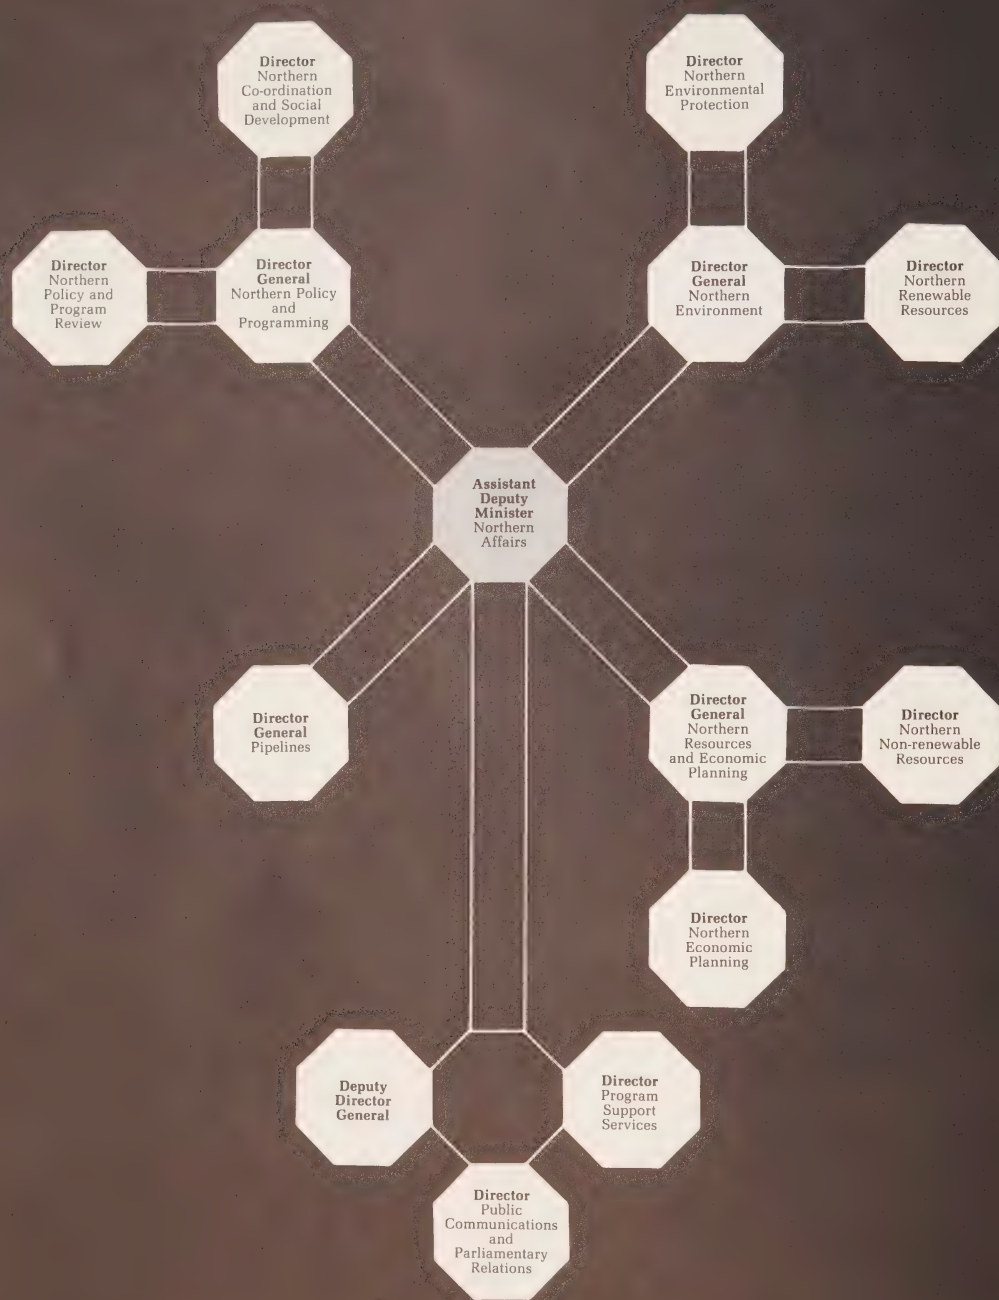 Director
Northern
Co-ordination
and Social
Development
Director
Northern
Environmental
Protection
Director
Northern
Policy and
Program
Review
Director
General
Northern Policy
and
Programming
Director
General
Northern
Environment
Director
Northern
Renewable
Resources
Assistant
Deputy
Minister
Northern
Affairs
Director
General
Pipelines
Director
General
Northern
Resources
and Economic
Planning
Director
Northern
Non-renewable
Resources
Director
Northern
Economic
Planning
Deputy
Director
General
Director
Program
Support
Services
Director
Public
Communications
and
Parliamentary
Relations